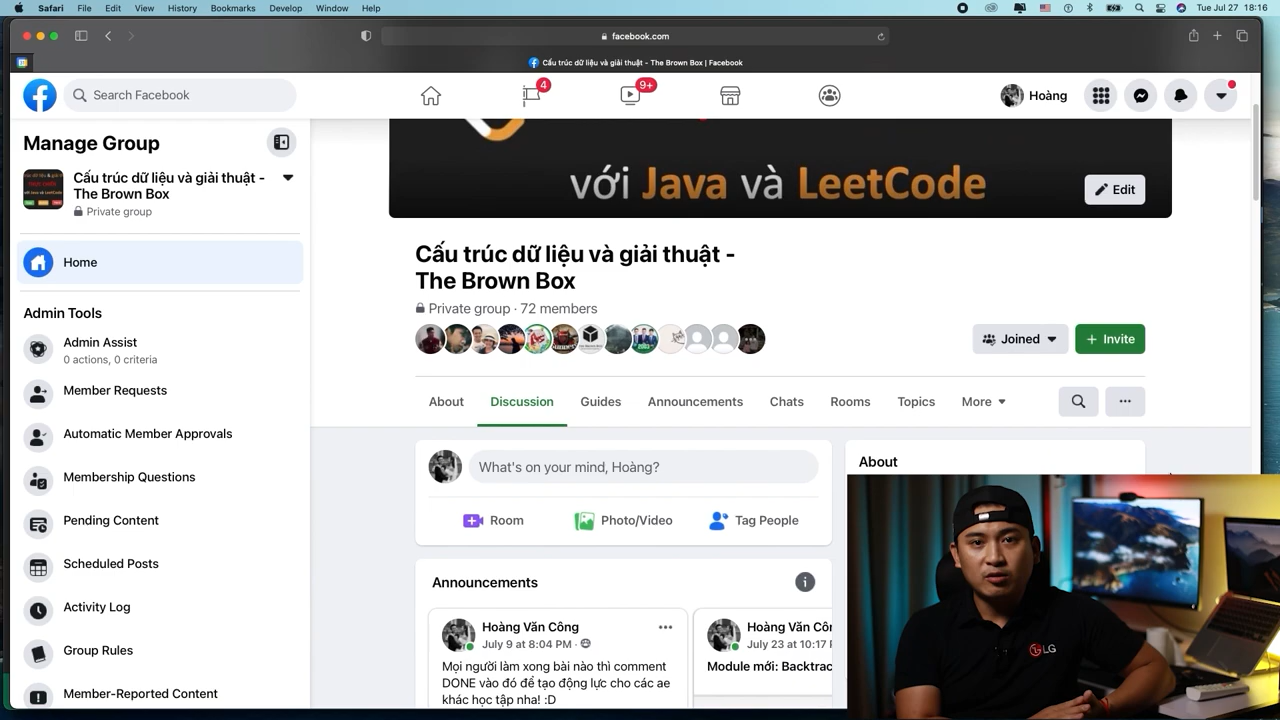 Safari File Edit View History Bookmarks Develop Window Help Tue Jul 27 18:16
facebook.com
Cấu trúc dữ liệu và giải thuật - The Brown Box | Facebook
Search Facebook
4
9+
Hoàng
Manage Group
Cấu trúc dữ liệu và giải thuật -
The Brown Box
Private group
Home
Admin Tools
Admin Assist
0 actions, 0 criteria
Member Requests
Automatic Member Approvals
Membership Questions
Pending Content
Scheduled Posts
Activity Log
Group Rules
Member-Reported Content
với Java và LeetCode
Edit
Cấu trúc dữ liệu và giải thuật -
The Brown Box
Private group · 72 members
Joined
+ Invite
About Discussion Guides Announcements Chats Rooms Topics More
What's on your mind, Hoàng?
Room Photo/Video Tag People
About
Announcements
Hoàng Văn Công
July 9 at 8:04 PM ·
Mọi người làm xong bài nào thì comment
DONE vào đó để tạo động lực cho các ae
khác học tập nha! :D
Hoàng Văn
July 23 at 10:17
Module mới:
LG